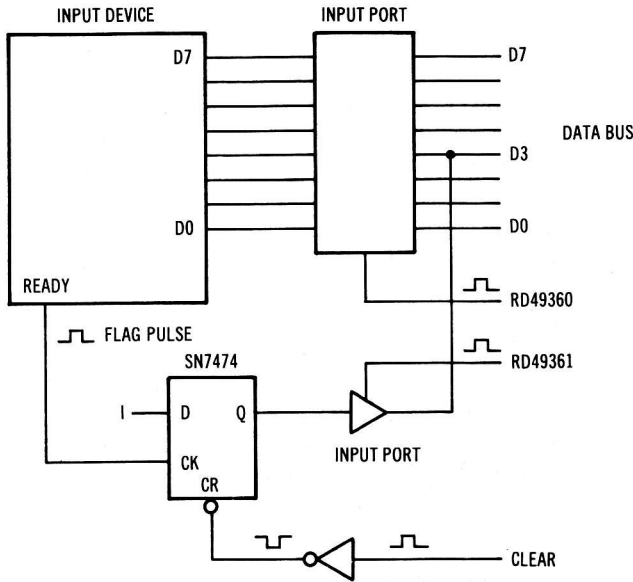 INPUT DEVICE
INPUT PORT
D7
D7
DATA BUS
D3
D0
D0
READY
RD49360
FLAG PULSE
SN7474
RD49361
1
D
Q
CK
INPUT PORT
CR
CLEAR